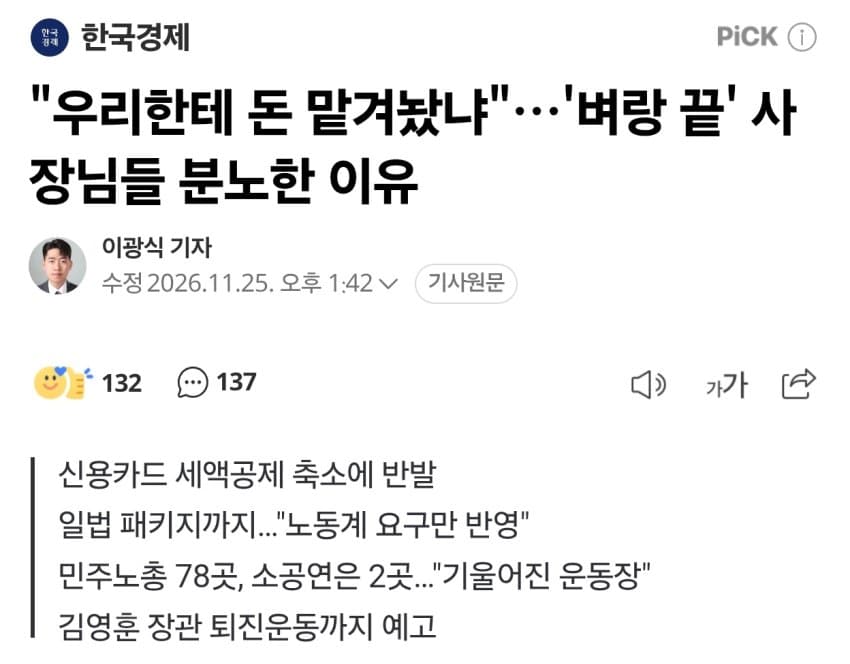 한국
경제
한국경제
PiCK
"우리한테 돈 맡겨놨냐"…'벼랑 끝' 사
장님들 분노한 이유
이광식 기자
수정 2026.11.25. 오후 1:42
기사원문
132
137
가가
신용카드 세액공제 축소에 반발
일법 패키지까지…"노동계 요구만 반영"
민주노총 78곳, 소공연은 2곳…"기울어진 운동장"
김영훈 장관 퇴진운동까지 예고